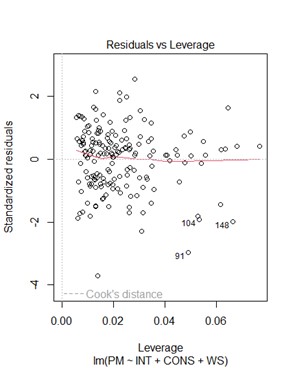 Residuals vs Leverage
Standardized residuals
2
0
-2
-4
104
148
91
Cook's distance
0.00
0.02
0.04
0.06
Leverage
lm(PM ~ INT + CONS + WS)